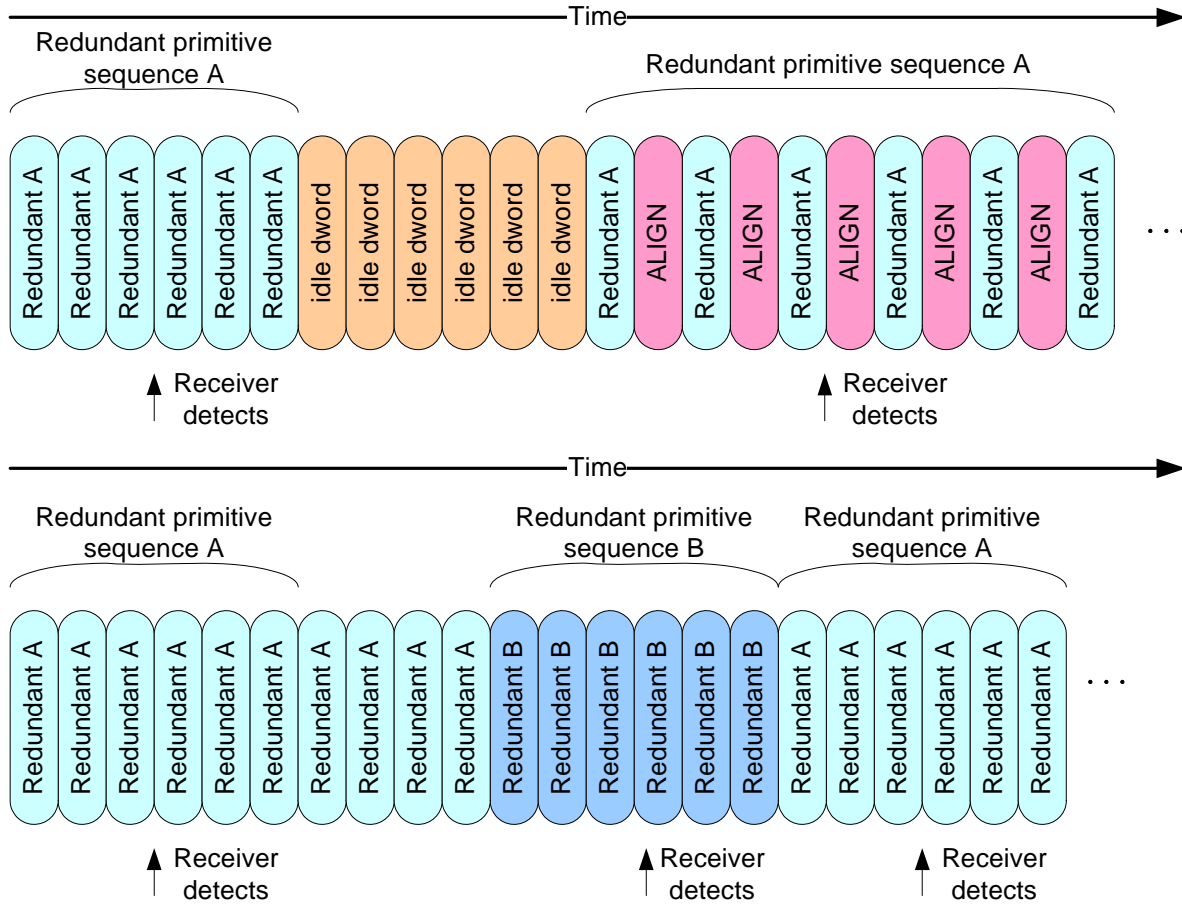 Time
Redundant primitive
sequence A
Redundant primitive sequence A
Redundant A
Redundant A
Redundant A
Redundant A
Redundant A
Redundant A
idle dword
idle dword
idle dword
idle dword
idle dword
idle dword
Redundant A
ALIGN
Redundant A
ALIGN
Redundant A
ALIGN
Redundant A
ALIGN
Redundant A
ALIGN
Redundant A
. . .
Receiver
detects
Receiver
detects
Time
Redundant primitive
sequence A
Redundant primitive
sequence B
Redundant primitive
sequence A
Redundant A
Redundant A
Redundant A
Redundant A
Redundant A
Redundant A
Redundant A
Redundant A
Redundant A
Redundant A
Redundant B
Redundant B
Redundant B
Redundant B
Redundant B
Redundant B
Redundant A
Redundant A
Redundant A
Redundant A
Redundant A
Redundant A
. . .
Receiver
detects
Receiver
detects
Receiver
detects